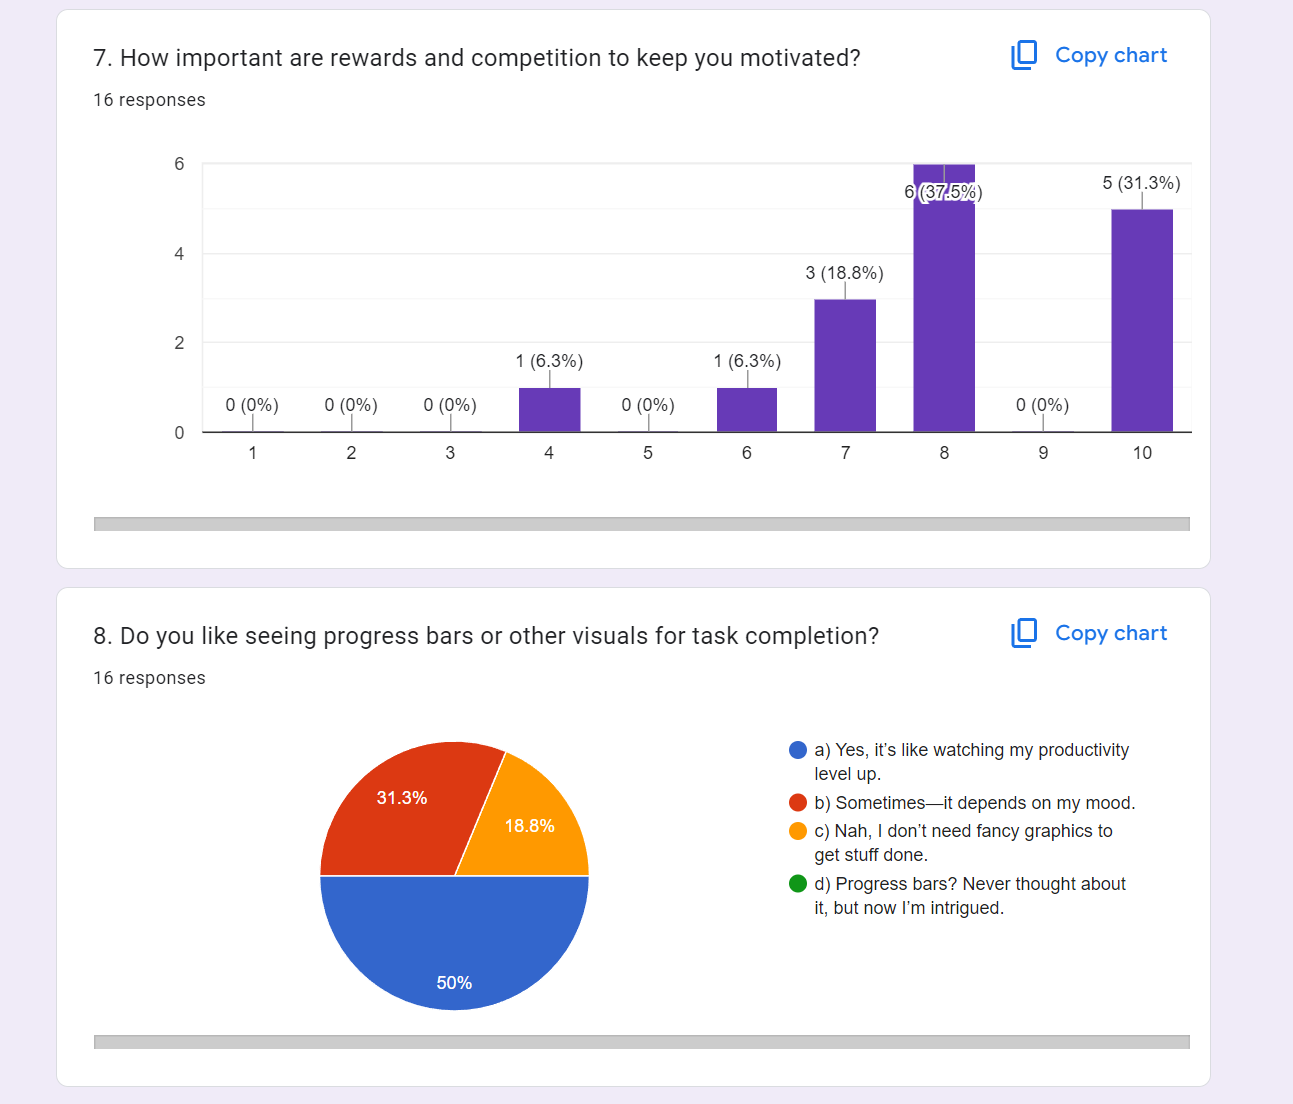 7. How important are rewards and competition to keep you motivated?
Copy chart
16 responses
6
4
2
0
0 (0%)
0 (0%)
0 (0%)
1 (6.3%)
0 (0%)
1 (6.3%)
3 (18.8%)
6 (37.5%)
0 (0%)
5 (31.3%)
1 2 3 4 5 6 7 8 9 10
8. Do you like seeing progress bars or other visuals for task completion?
Copy chart
16 responses
31.3%
18.8%
50%
a) Yes, it’s like watching my productivity
level up.
b) Sometimes—it depends on my mood.
c) Nah, I don’t need fancy graphics to
get stuff done.
d) Progress bars? Never thought about
it, but now I’m intrigued.